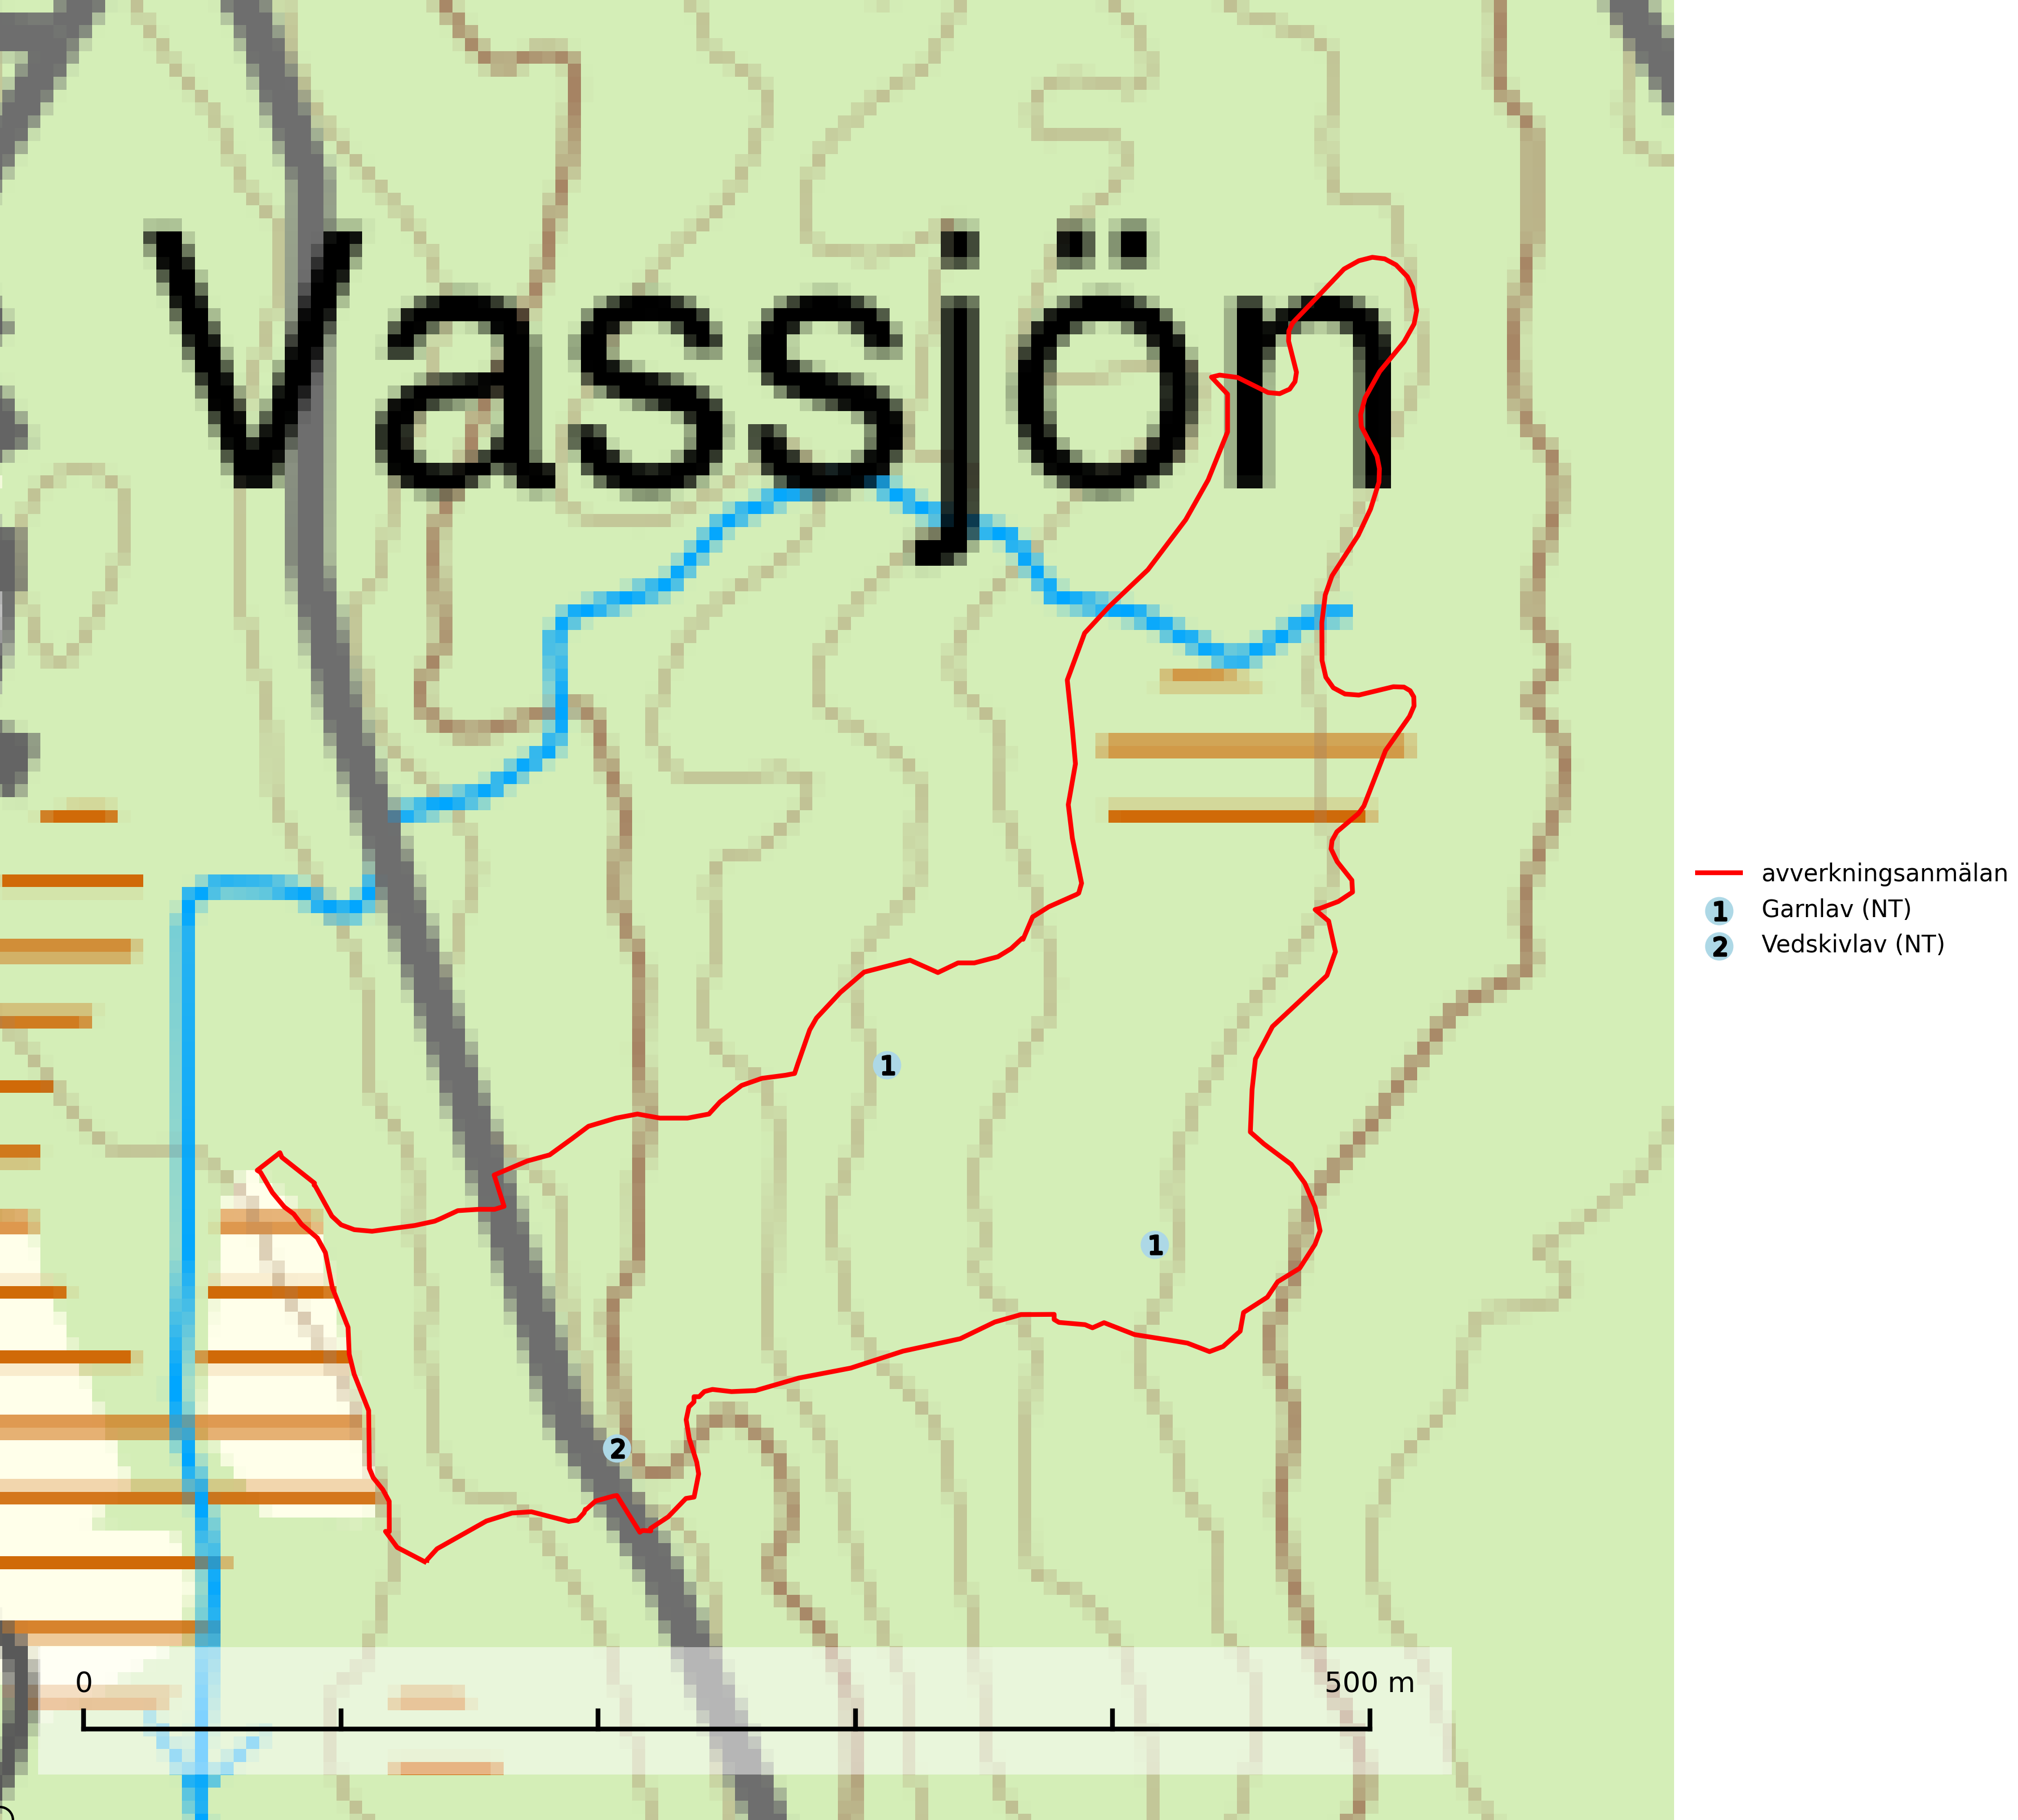 Vassjön
avverkningsanmälan
1 Garnlav (NT)
2 Vedskivlav (NT)
1
1
2
0 500 m